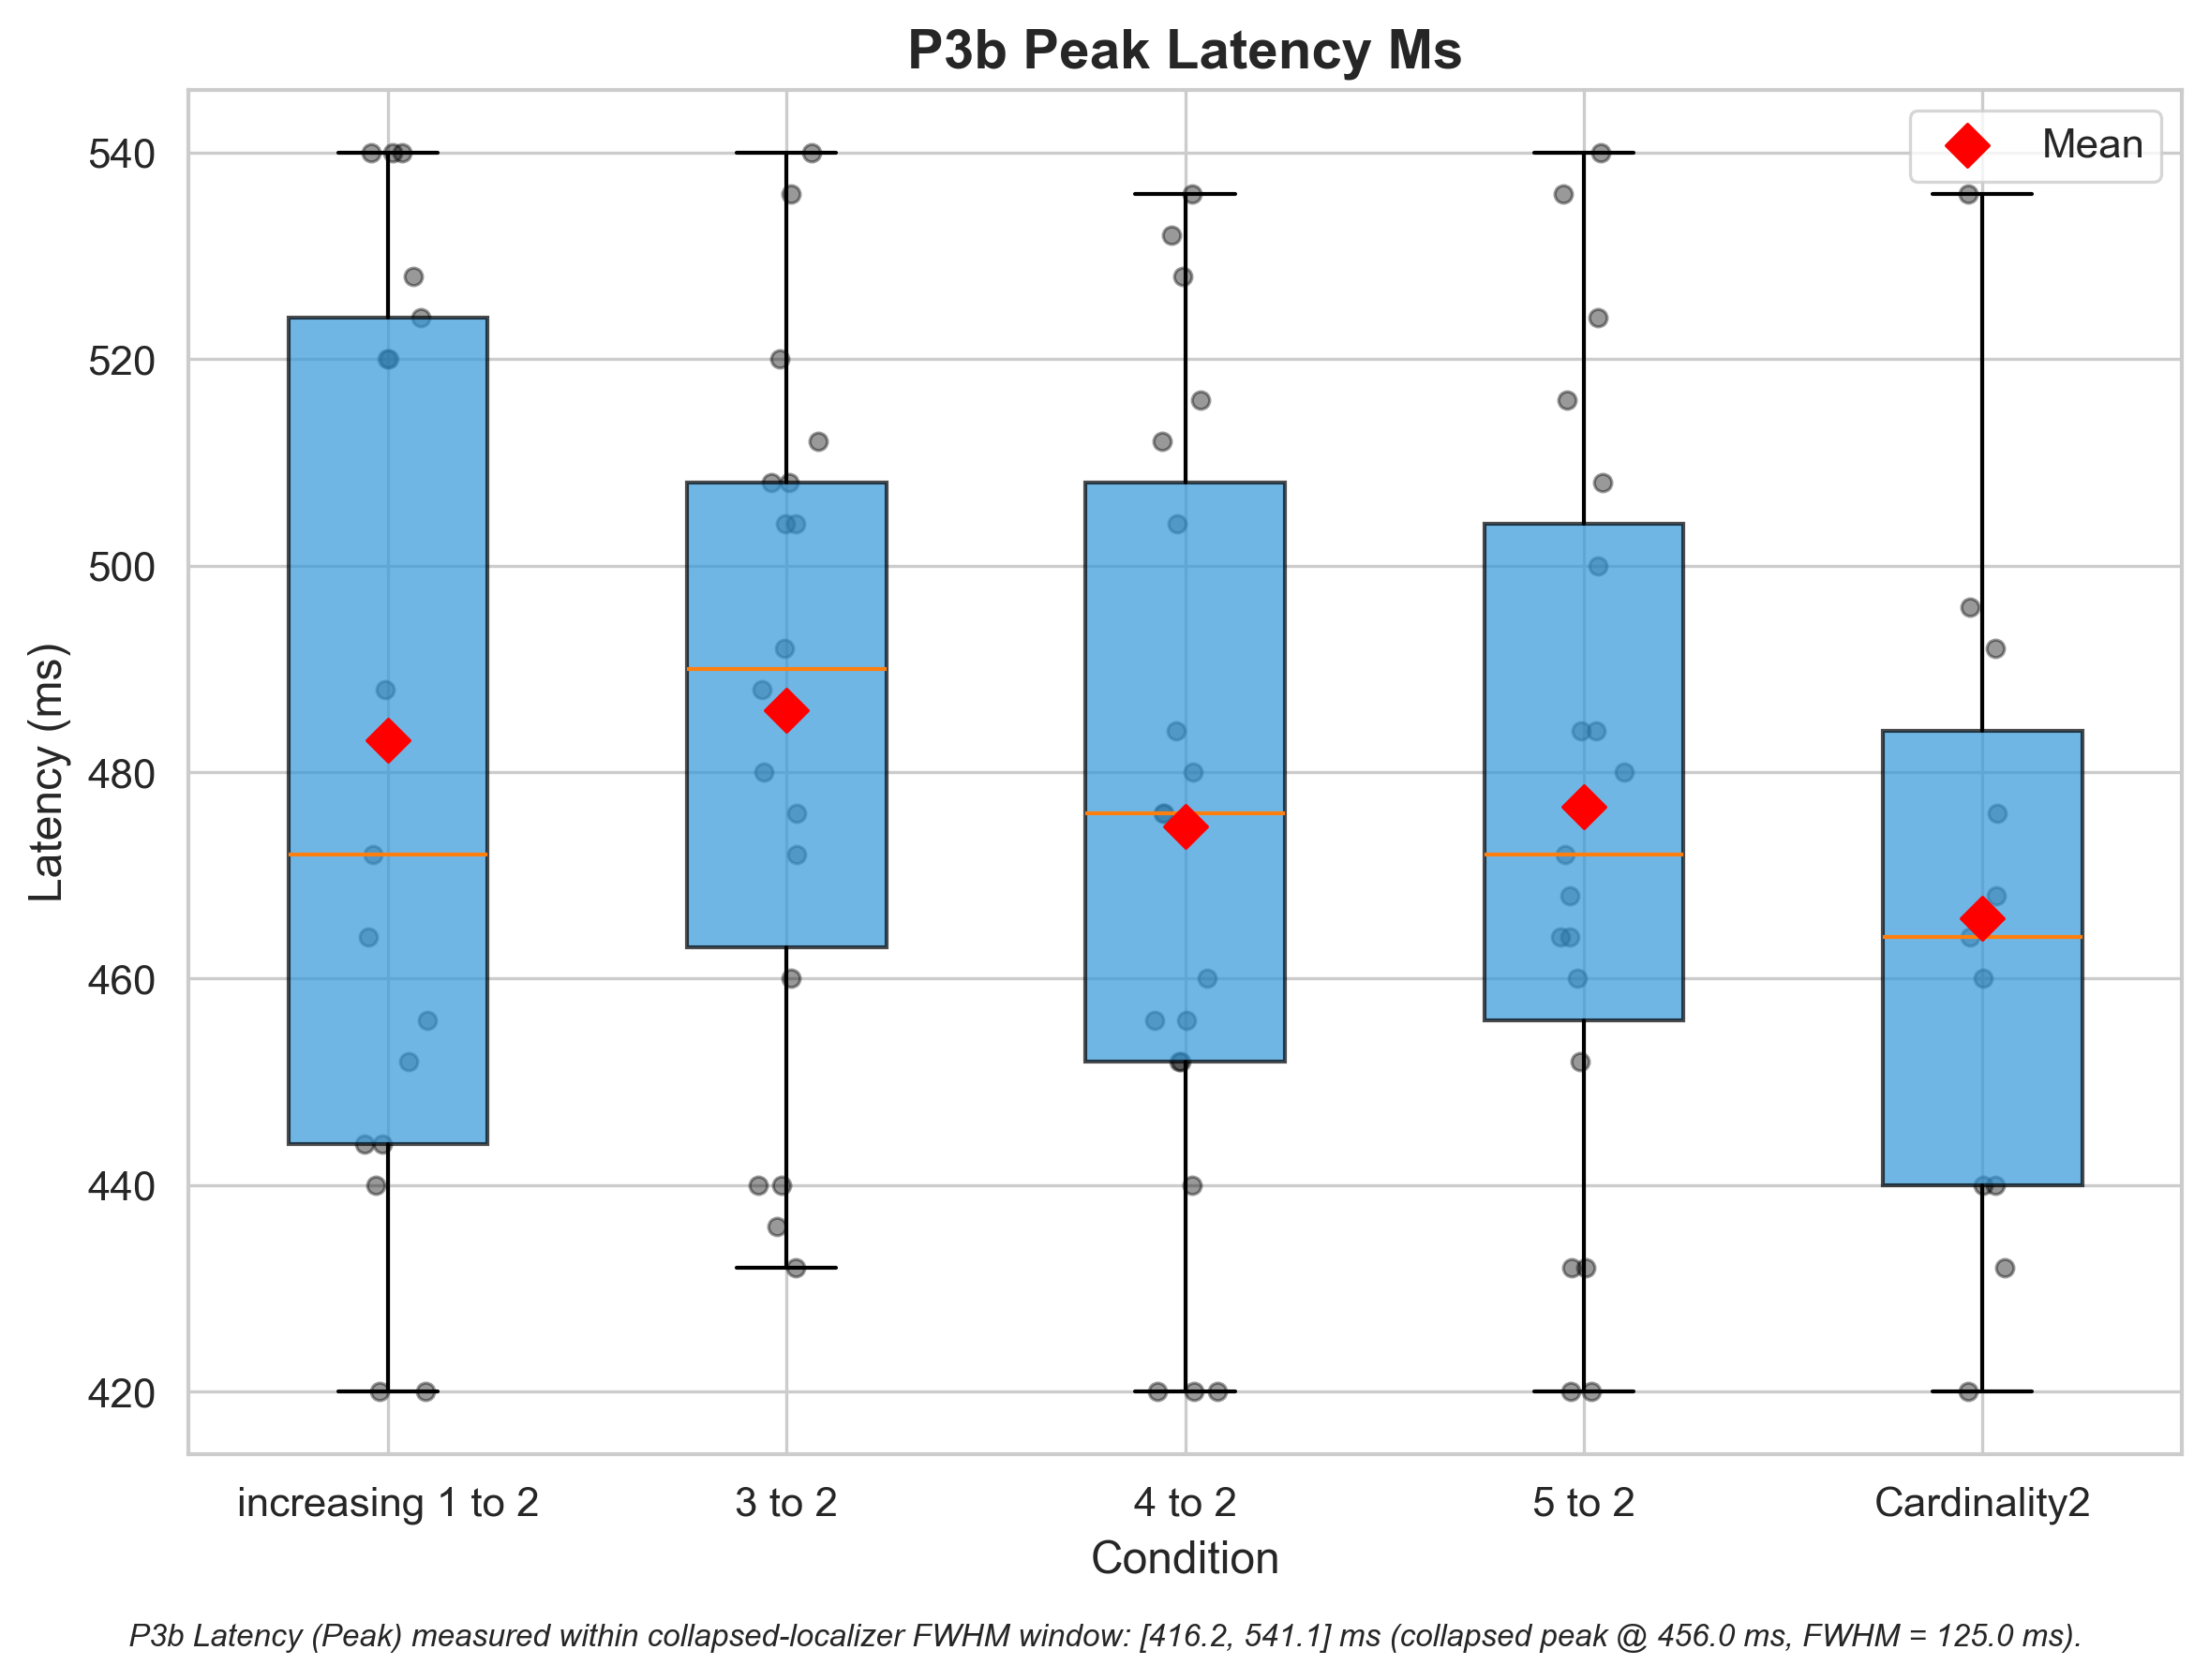 P3b Peak Latency Ms
Mean
540
520
500
480
460
440
420
Latency (ms)
increasing 1 to 2
3 to 2
4 to 2
5 to 2
Cardinality2
Condition
P3b Latency (Peak) measured within collapsed-localizer FWHM window: [416.2, 541.1] ms (collapsed peak @ 456.0 ms, FWHM = 125.0 ms).